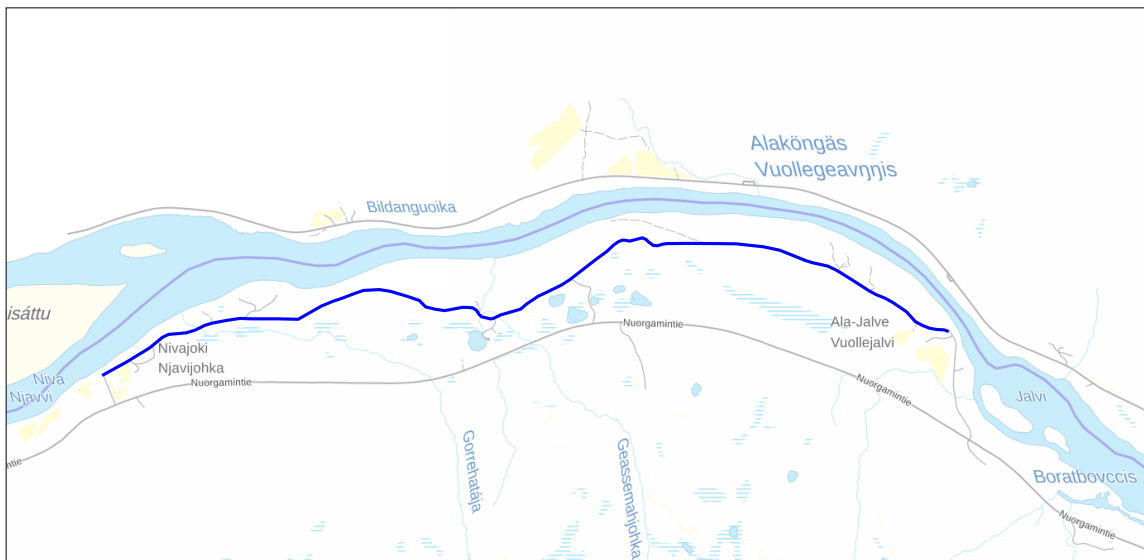 Alaköngäs
Vuollegeavŋŋis
Bildanguoika
isáttu
Nuorgamintie
Ala-Jalve
Vuollejalvi
Nivajoki
Njavijohka
Niva
Njavvi
Nuorgamintie
Nuorgamintie
Jalvi
Gorrehatája
Geassemahjohka
ntie
Boratbovccis
Nuorgamintie